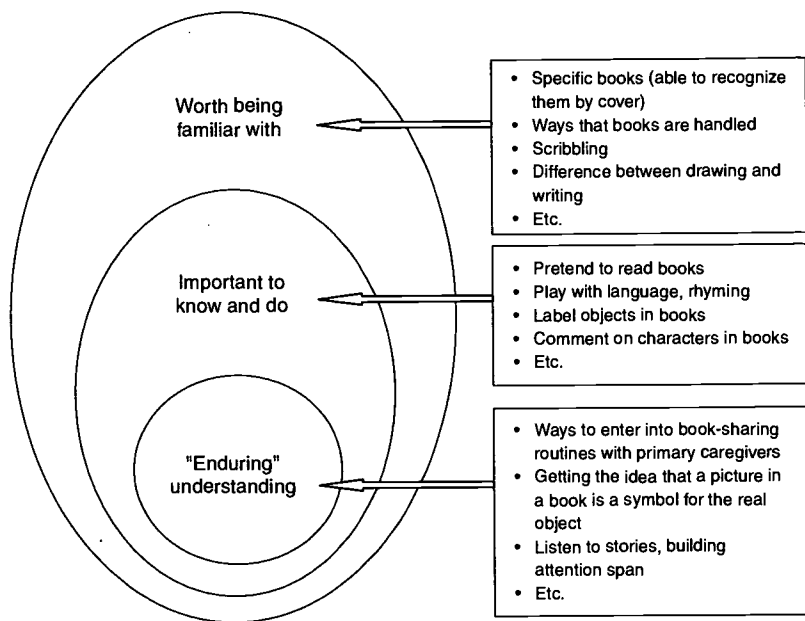 Worth being
familiar with
• Specific books (able to recognize
them by cover)
• Ways that books are handled
• Scribbling
• Difference between drawing and
writing
• Etc.
Important to
know and do
• Pretend to read books
• Play with language, rhyming
• Label objects in books
• Comment on characters in books
• Etc.
"Enduring"
understanding
• Ways to enter into book-sharing
routines with primary caregivers
• Getting the idea that a picture in
a book is a symbol for the real
object
• Listen to stories, building
attention span
• Etc.